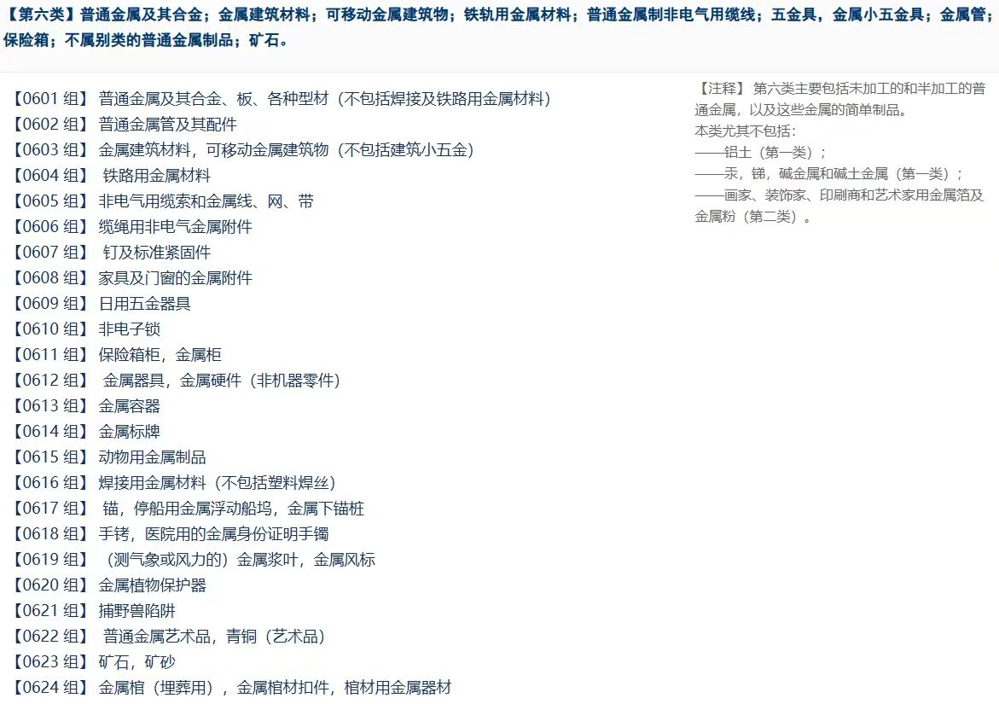 【第六类】普通金属及其合金；金属建筑材料；可移动金属建筑物；铁轨用金属材料；普通金属制非电气用缆线；五金具，金属小五金具；金属管；
保险箱；不属别类的普通金属制品；矿石。
【0601 组】 普通金属及其合金、板、各种型材（不包括焊接及铁路用金属材料）
【0602 组】 普通金属管及其配件
【0603 组】 金属建筑材料，可移动金属建筑物（不包括建筑小五金）
【0604 组】 铁路用金属材料
【0605 组】 非电气用缆索和金属线、网、带
【0606 组】 缆绳用非电气金属附件
【0607 组】 钉及标准紧固件
【0608 组】 家具及门窗的金属附件
【0609 组】 日用五金器具
【0610 组】 非电子锁
【0611 组】 保险箱柜，金属柜
【0612 组】 金属器具，金属硬件（非机器零件）
【0613 组】 金属容器
【0614 组】 金属标牌
【0615 组】 动物用金属制品
【0616 组】 焊接用金属材料（不包括塑料焊丝）
【0617 组】 锚，停船用金属浮动船坞，金属下锚桩
【0618 组】 手铐，医院用的金属身份证明手镯
【0619 组】 （测气象或风力的）金属浆叶，金属风标
【0620 组】 金属植物保护器
【0621 组】 捕野兽陷阱
【0622 组】 普通金属艺术品，青铜（艺术品）
【0623 组】 矿石，矿砂
【0624 组】 金属棺（埋葬用），金属棺材扣件，棺材用金属器材
【注释】 第六类主要包括未加工的和半加工的普
通金属，以及这些金属的简单制品。
本类尤其不包括：
——铝土（第一类）；
——汞，锑，碱金属和碱土金属（第一类）；
——画家、装饰家、印刷商和艺术家用金属箔及
金属粉（第二类）。